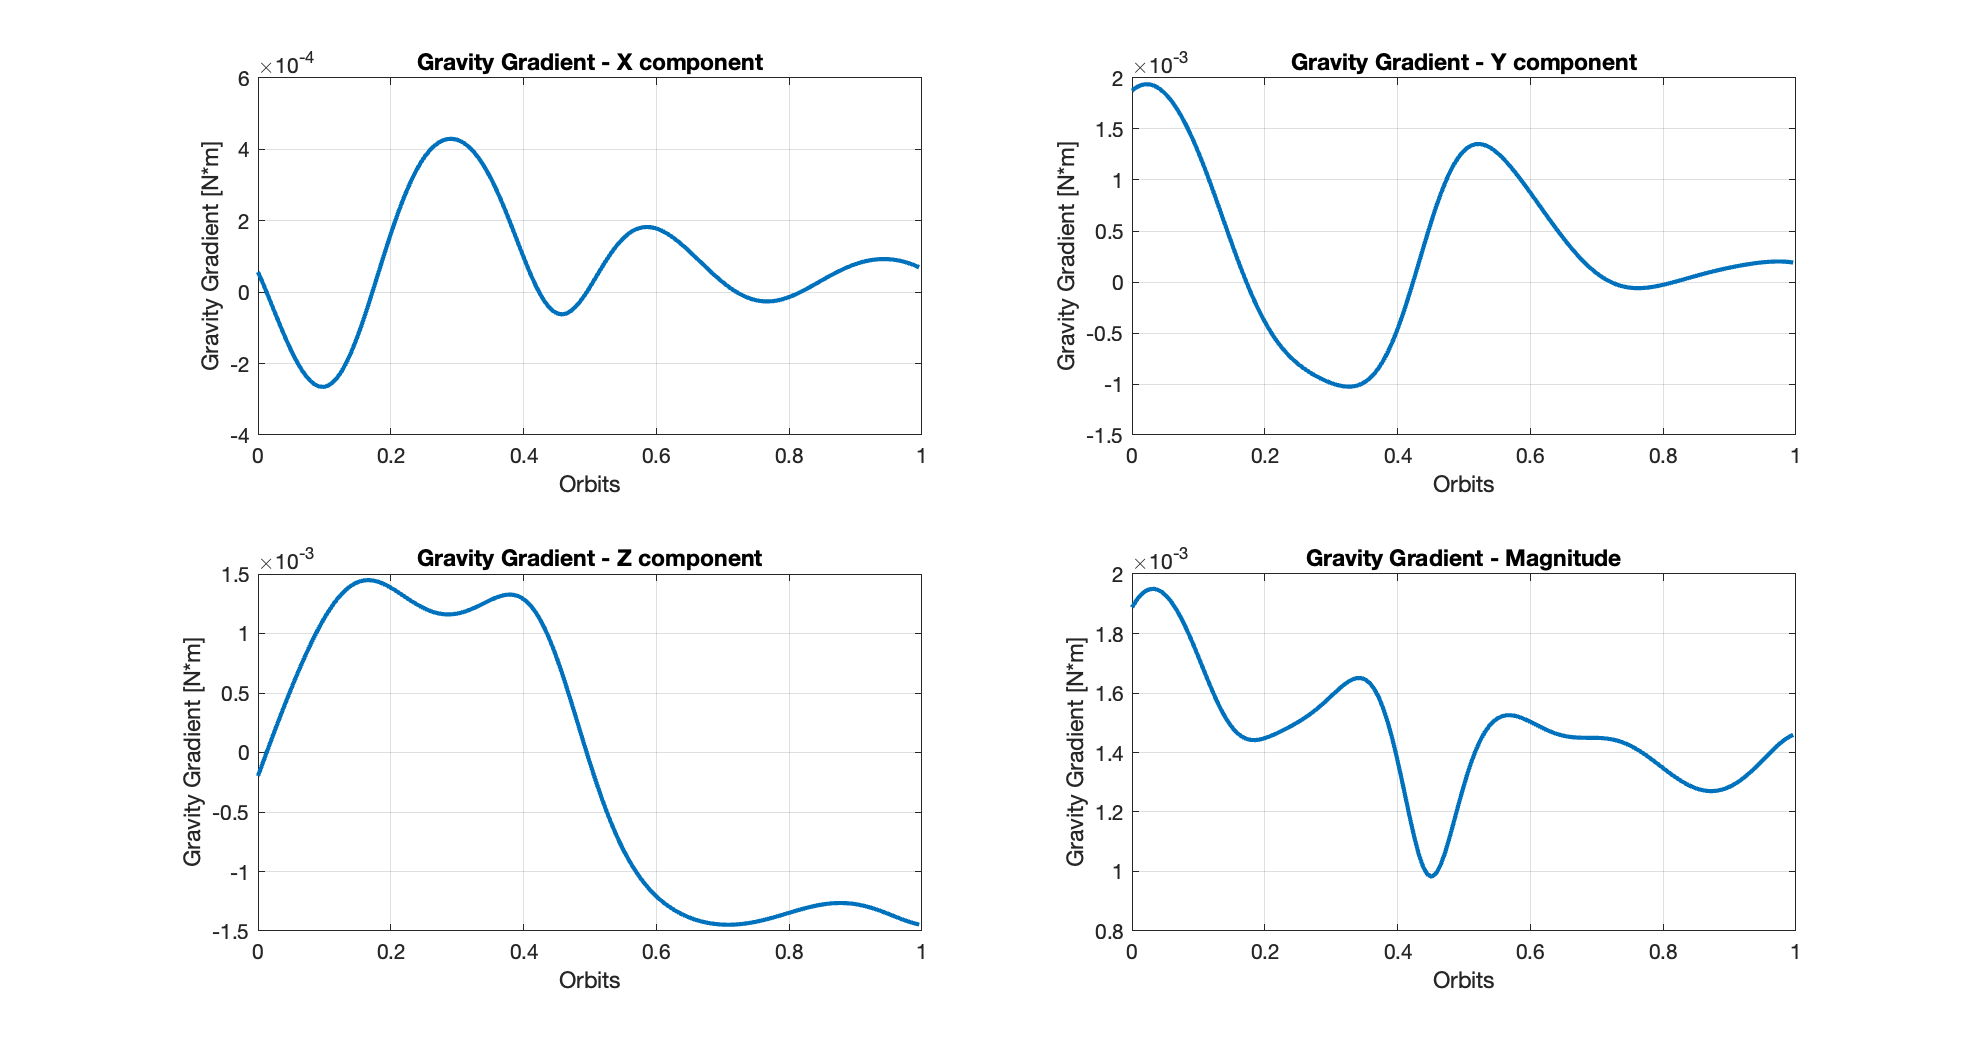 Gravity Gradient - X component
×10-4
Gravity Gradient [N*m]
6
4
2
0
-2
-4
0 0.2 0.4 0.6 0.8 1
Orbits
Gravity Gradient - Y component
×10-3
Gravity Gradient [N*m]
2
1.5
1
0.5
0
-0.5
-1
-1.5
0 0.2 0.4 0.6 0.8 1
Orbits
Gravity Gradient - Z component
×10-3
Gravity Gradient [N*m]
1.5
1
0.5
0
-0.5
-1
-1.5
0 0.2 0.4 0.6 0.8 1
Orbits
Gravity Gradient - Magnitude
×10-3
Gravity Gradient [N*m]
2
1.8
1.6
1.4
1.2
1
0.8
0 0.2 0.4 0.6 0.8 1
Orbits